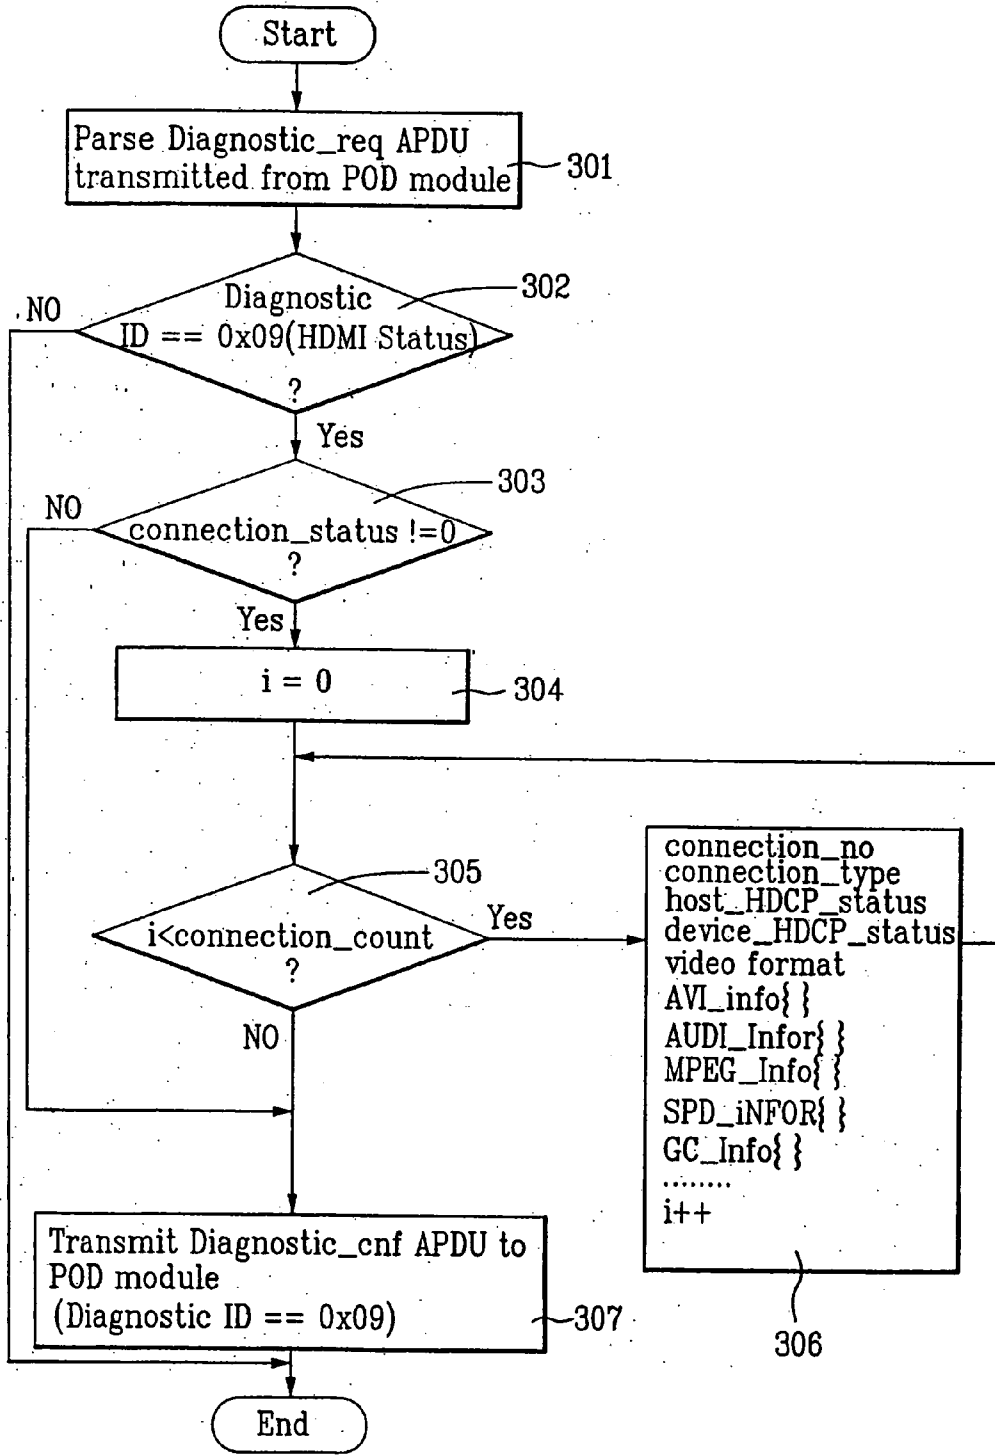 Start
Parse Diagnostic_req APDU
transmitted from POD module
301
Diagnostic
ID == 0x09(HDMI Status)
?
302
NO
Yes
connection_status !=0
?
303
NO
Yes
i = 0
304
i<connection_count
?
305
Yes
NO
connection_no
connection_type
host_HDCP_status
device_HDCP_status
video format
AVI_info{ }
AUDI_Infor{ }
MPEG_Info{ }
SPD_iNFOR{ }
GC_Info{ }
........
i++
306
Transmit Diagnostic_cnf APDU to
POD module
(Diagnostic ID == 0x09)
307
End